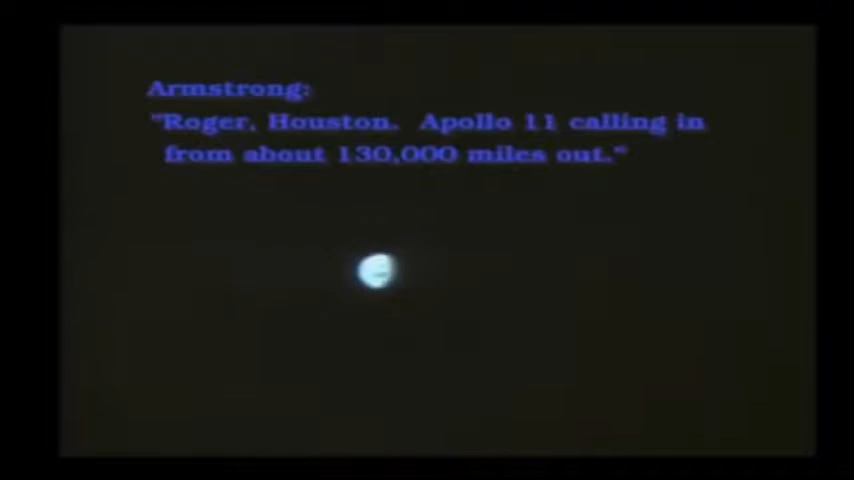 Armstrong:
"Roger, Houston. Apollo 11 calling in
from about 130,000 miles out."